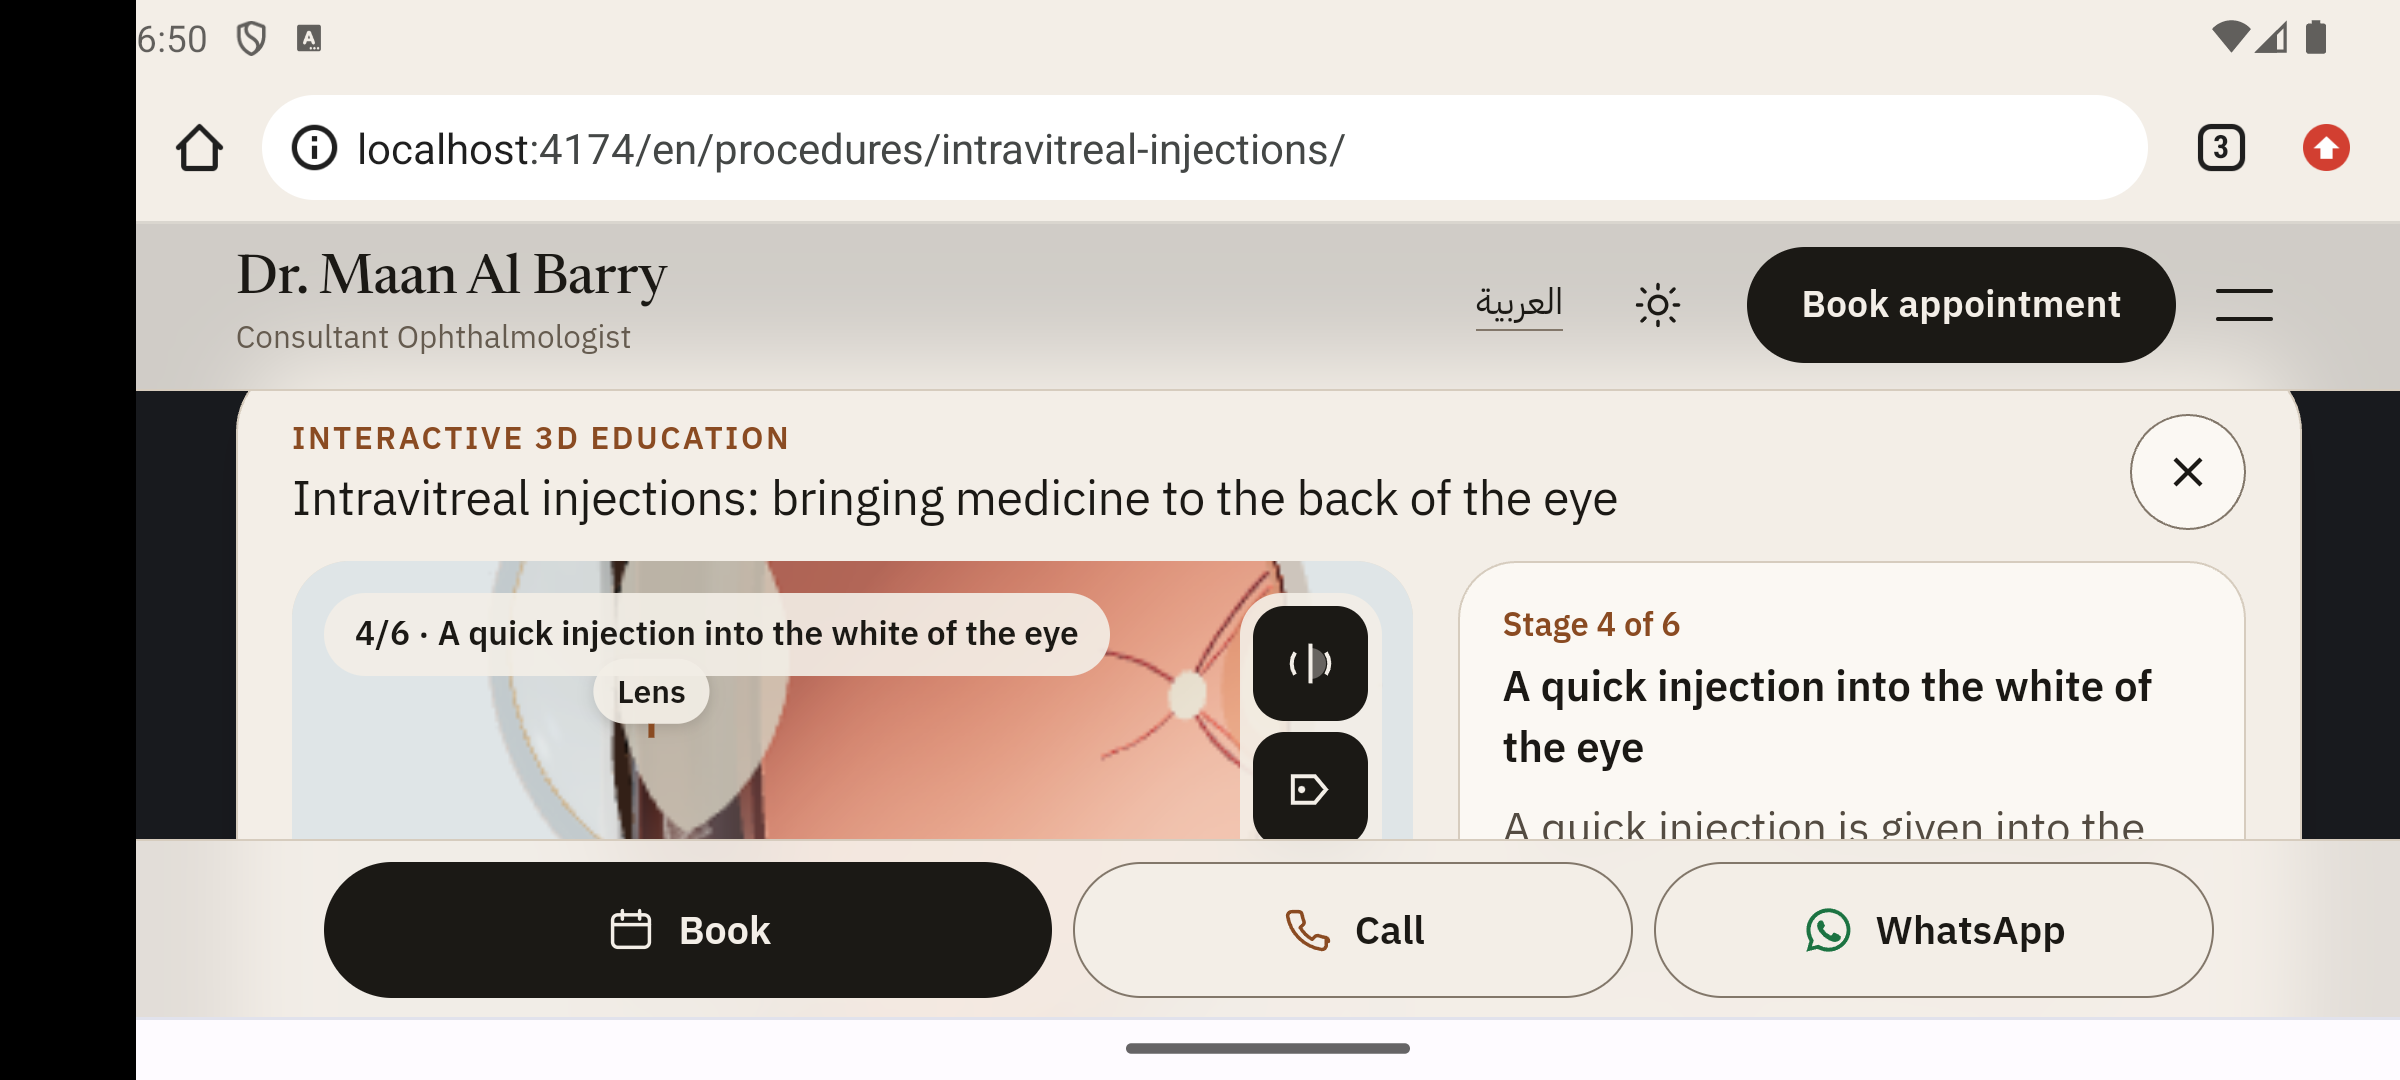 6:50
localhost:4174/en/procedures/intravitreal-injections/
3
Dr. Maan Al Barry
Consultant Ophthalmologist
العربية
Book appointment
INTERACTIVE 3D EDUCATION
Intravitreal injections: bringing medicine to the back of the eye
4/6 · A quick injection into the white of the eye
Lens
Stage 4 of 6
A quick injection into the white of
the eye
A quick injection is given into the
Book
Call
WhatsApp